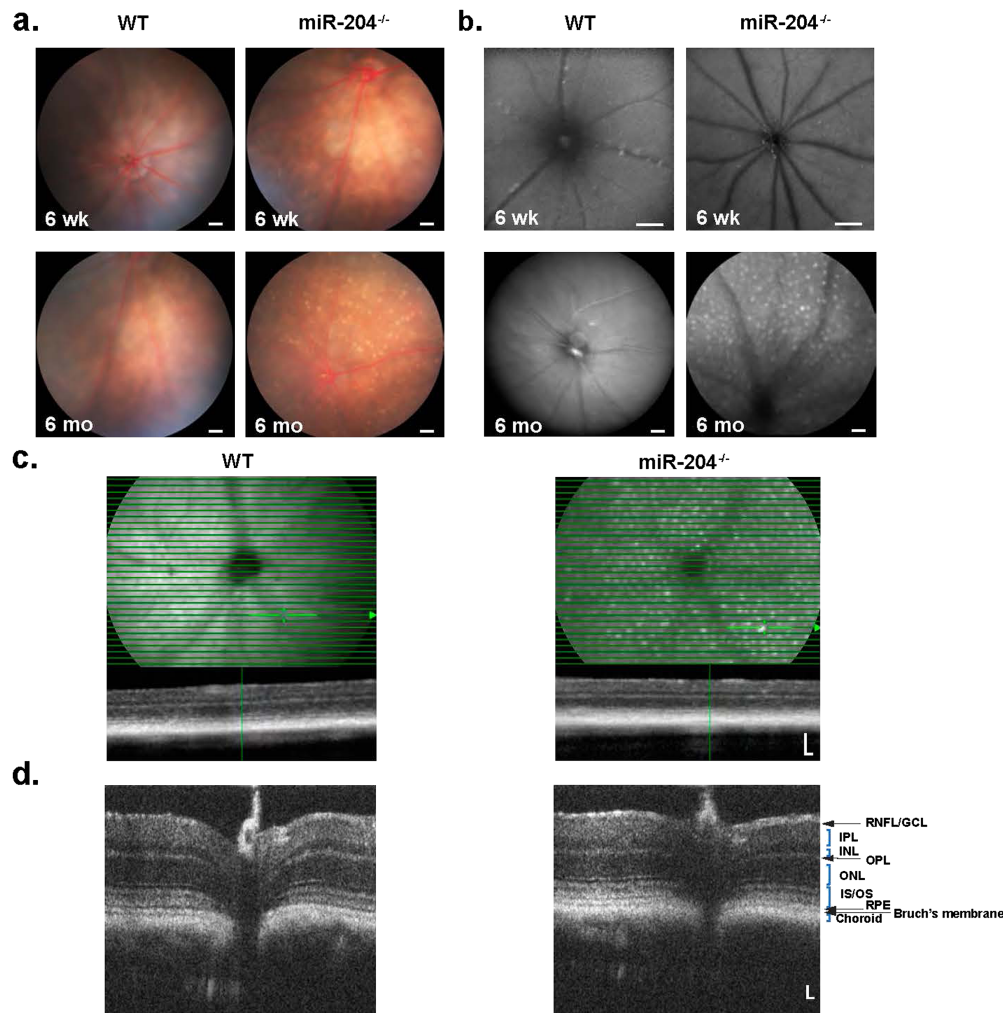 a.
WT
miR-204-/-
b.
WT
miR-204-/-
6 wk
6 wk
6 wk
6 wk
6 mo
6 mo
6 mo
6 mo
c.
WT
miR-204-/-
d.
RNFL/GCL
IPL
INL
OPL
ONL
IS/OS
RPE
Bruch's membrane
Choroid